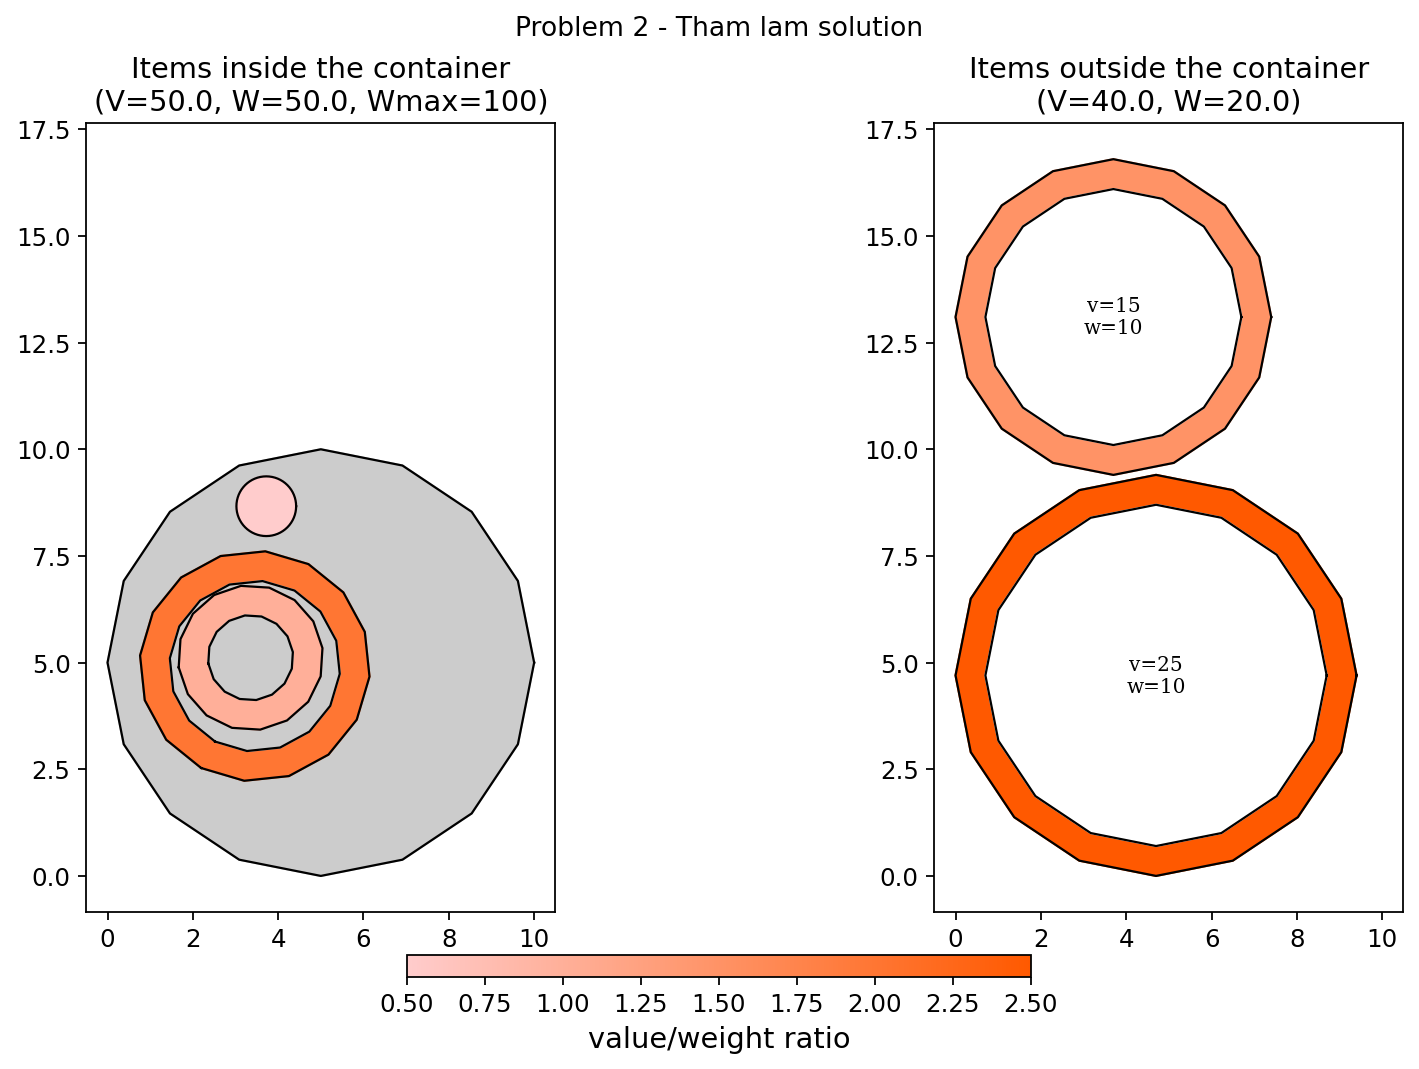 Problem 2 - Tham lam solution
Items inside the container
(V=50.0, W=50.0, Wmax=100)
17.5
15.0
12.5
10.0
7.5
5.0
2.5
0.0
0 2 4 6 8 10
Items outside the container
(V=40.0, W=20.0)
17.5
15.0
12.5
10.0
7.5
5.0
2.5
0.0
v=15
w=10
v=25
w=10
0 2 4 6 8 10
0.50 0.75 1.00 1.25 1.50 1.75 2.00 2.25 2.50
value/weight ratio